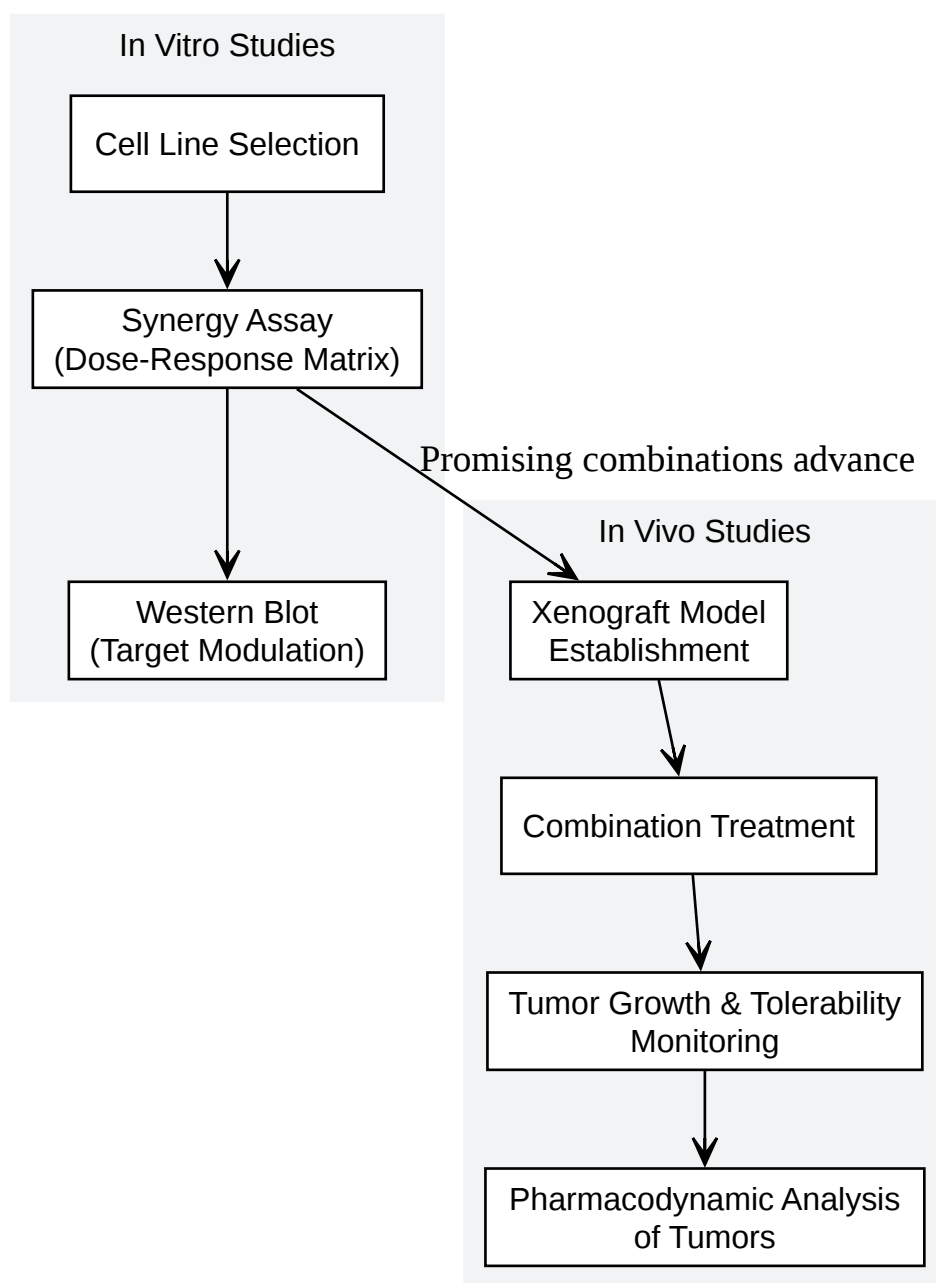 In Vitro Studies
Cell Line Selection
Synergy Assay
(Dose-Response Matrix)
Promising combinations advance
Western Blot
(Target Modulation)
In Vivo Studies
Xenograft Model
Establishment
Combination Treatment
Tumor Growth & Tolerability
Monitoring
Pharmacodynamic Analysis
of Tumors